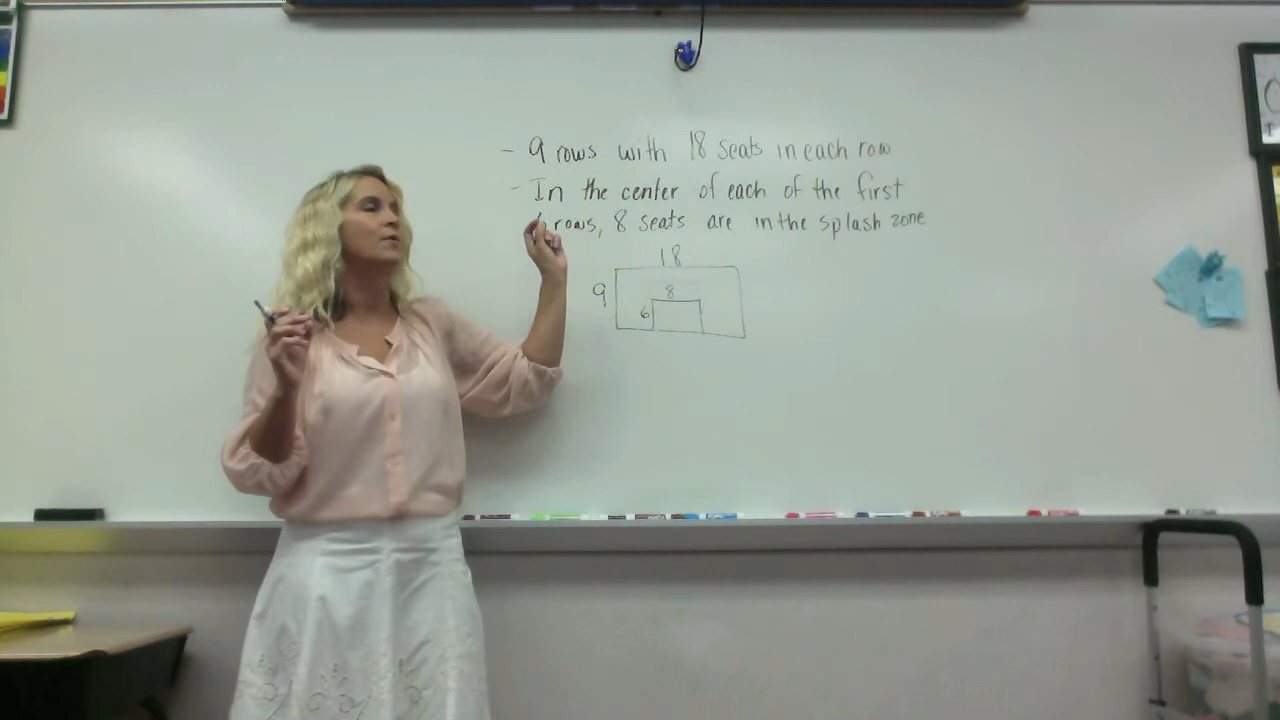 - 9 rows with 18 seats in each row
- In the center of each of the first
rows, 8 seats are in the splash zone
18
9
8
6